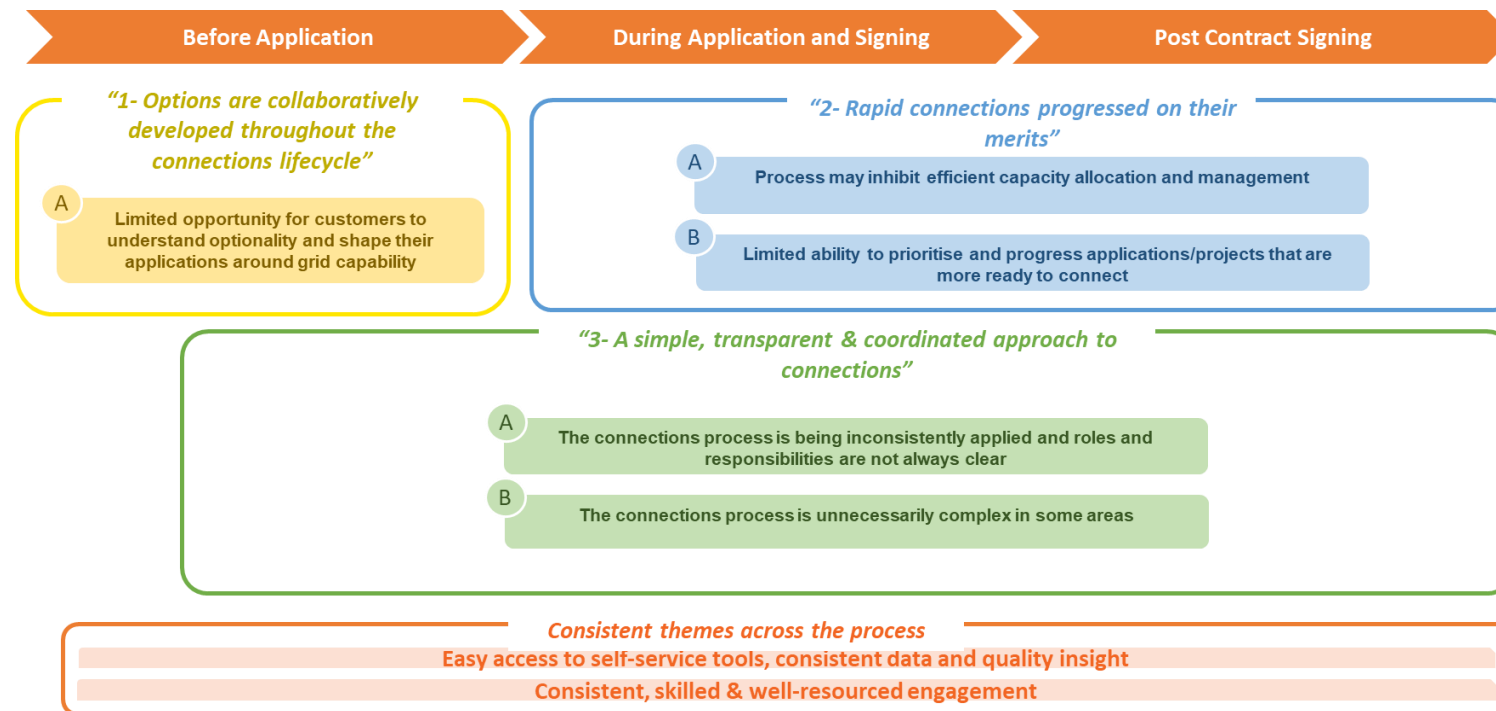 Before Application
During Application and Signing
Post Contract Signing
“1- Options are collaboratively
developed throughout the
connections lifecycle”
A
Limited opportunity for customers to
understand optionality and shape their
applications around grid capability
“2- Rapid connections progressed on their
merits”
A
Process may inhibit efficient capacity allocation and management
B
Limited ability to prioritise and progress applications/projects that are
more ready to connect
“3- A simple, transparent & coordinated approach to
connections”
A
The connections process is being inconsistently applied and roles and
responsibilities are not always clear
B
The connections process is unnecessarily complex in some areas
Consistent themes across the process
Easy access to self-service tools, consistent data and quality insight
Consistent, skilled & well-resourced engagement